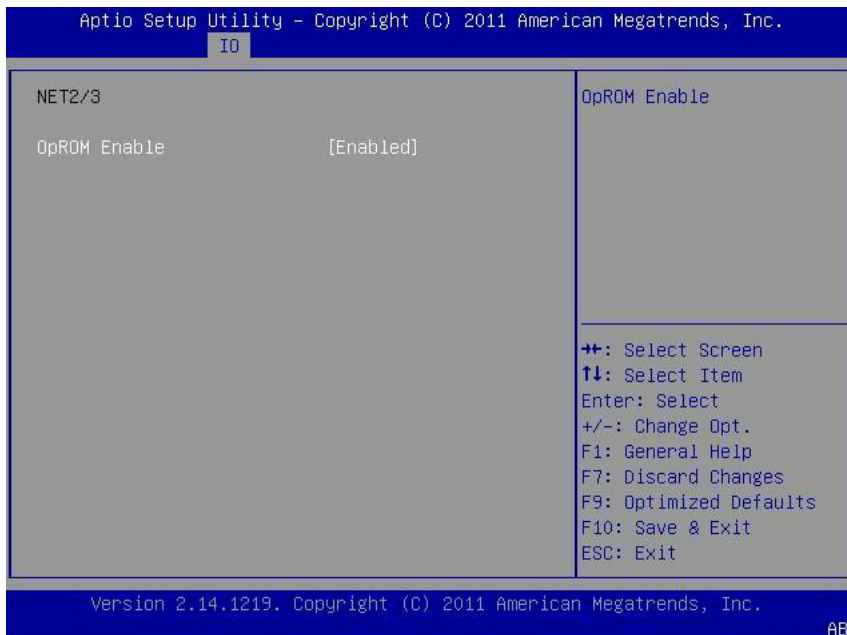 Aptio Setup Utility – Copyright (C) 2011 American Megatrends, Inc.
IO
NET2/3
OpROM Enable [Enabled]
OpROM Enable
→←: Select Screen
↑↓: Select Item
Enter: Select
+/-: Change Opt.
F1: General Help
F7: Discard Changes
F9: Optimized Defaults
F10: Save & Exit
ESC: Exit
Version 2.14.1219. Copyright (C) 2011 American Megatrends, Inc.
AB